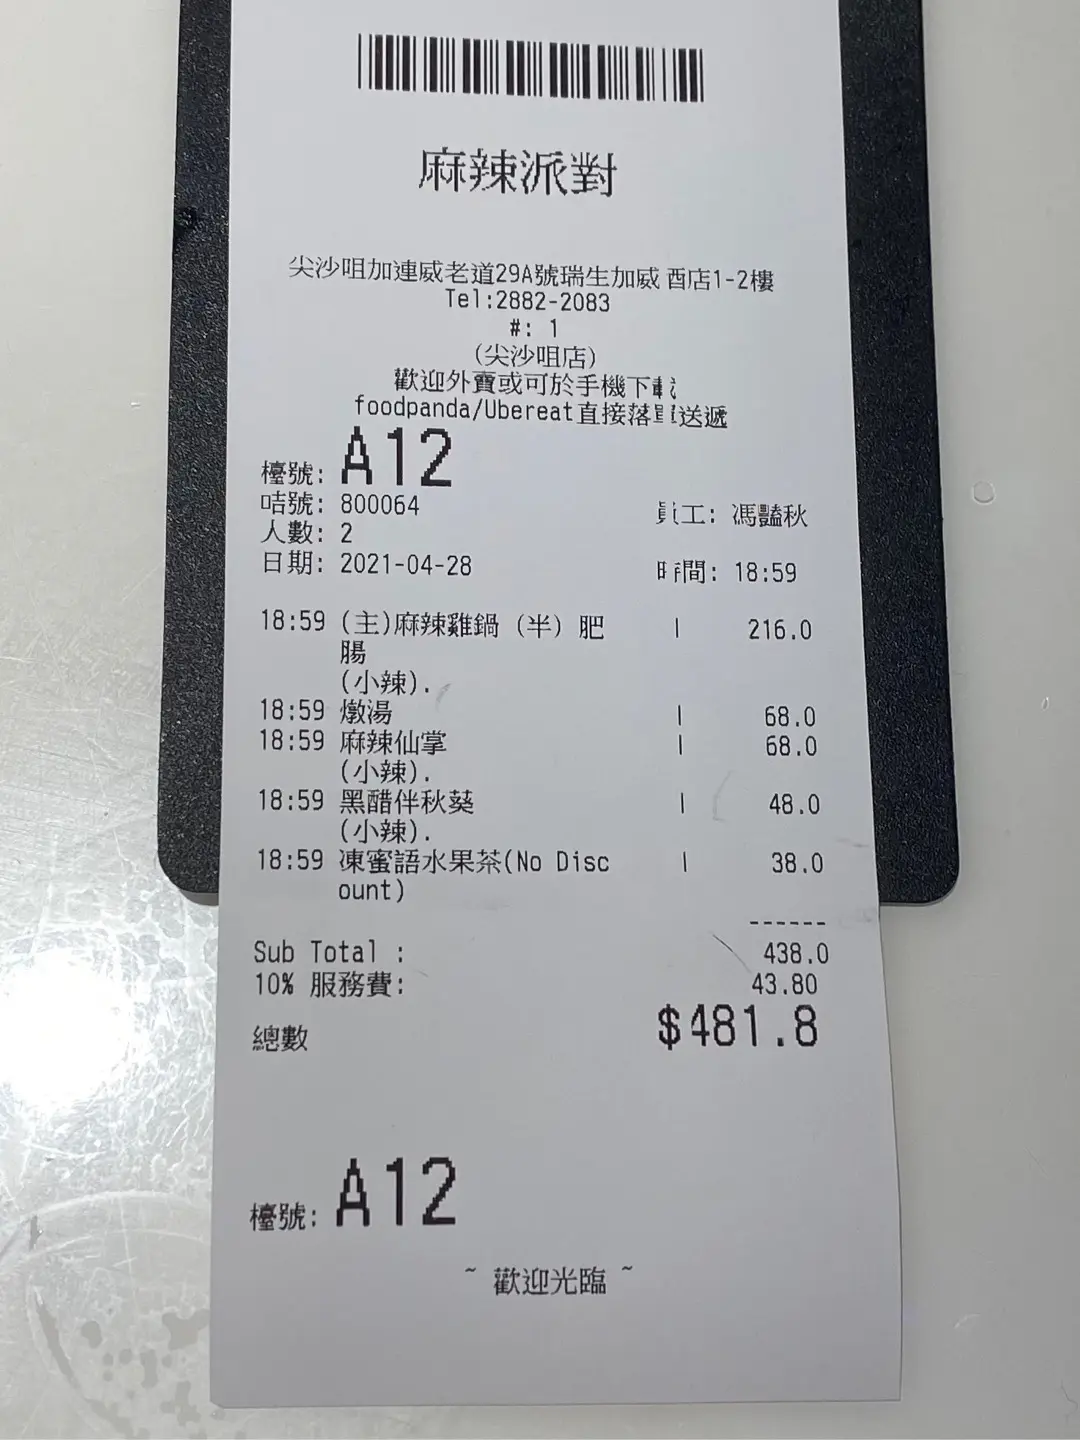 麻辣派對
尖沙咀加連威老道29A號瑞生加威 酉店1-2樓
Tel:2882-2083
#: 1
(尖沙咀店)
歡迎外賣或可於手機下載
foodpanda/Ubereat直接落單送遞
檯號: A12
咭號: 800064
員工: 馮豔秋
人數: 2
日期: 2021-04-28 時間: 18:59
18:59 (主)麻辣雞鍋 (半) 肥 1 216.0
腸
(小辣).
18:59 燉湯 1 68.0
18:59 麻辣仙掌 1 68.0
(小辣).
18:59 黑醋伴秋葵 1 48.0
(小辣).
18:59 凍蜜語水果茶(No Disc 1 38.0
ount)
------
Sub Total : 438.0
10% 服務費: 43.80
總數 $481.8
檯號: A12
~ 歡迎光臨 ~